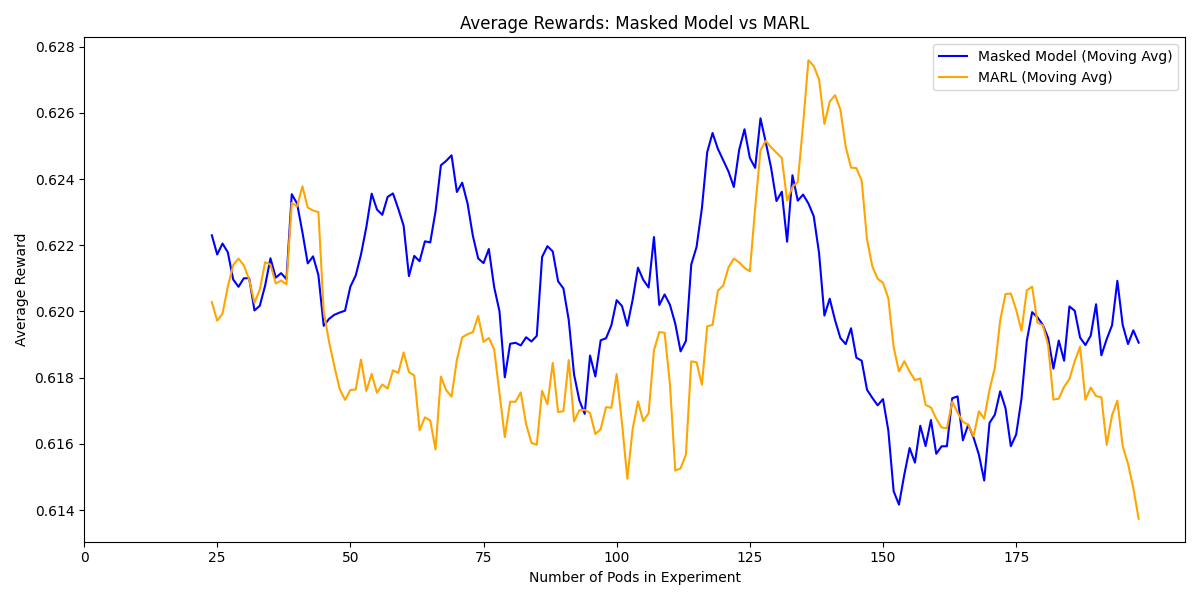 Average Rewards: Masked Model vs MARL
Masked Model (Moving Avg)
MARL (Moving Avg)
Average Reward
0.628
0.626
0.624
0.622
0.620
0.618
0.616
0.614
0 25 50 75 100 125 150 175
Number of Pods in Experiment